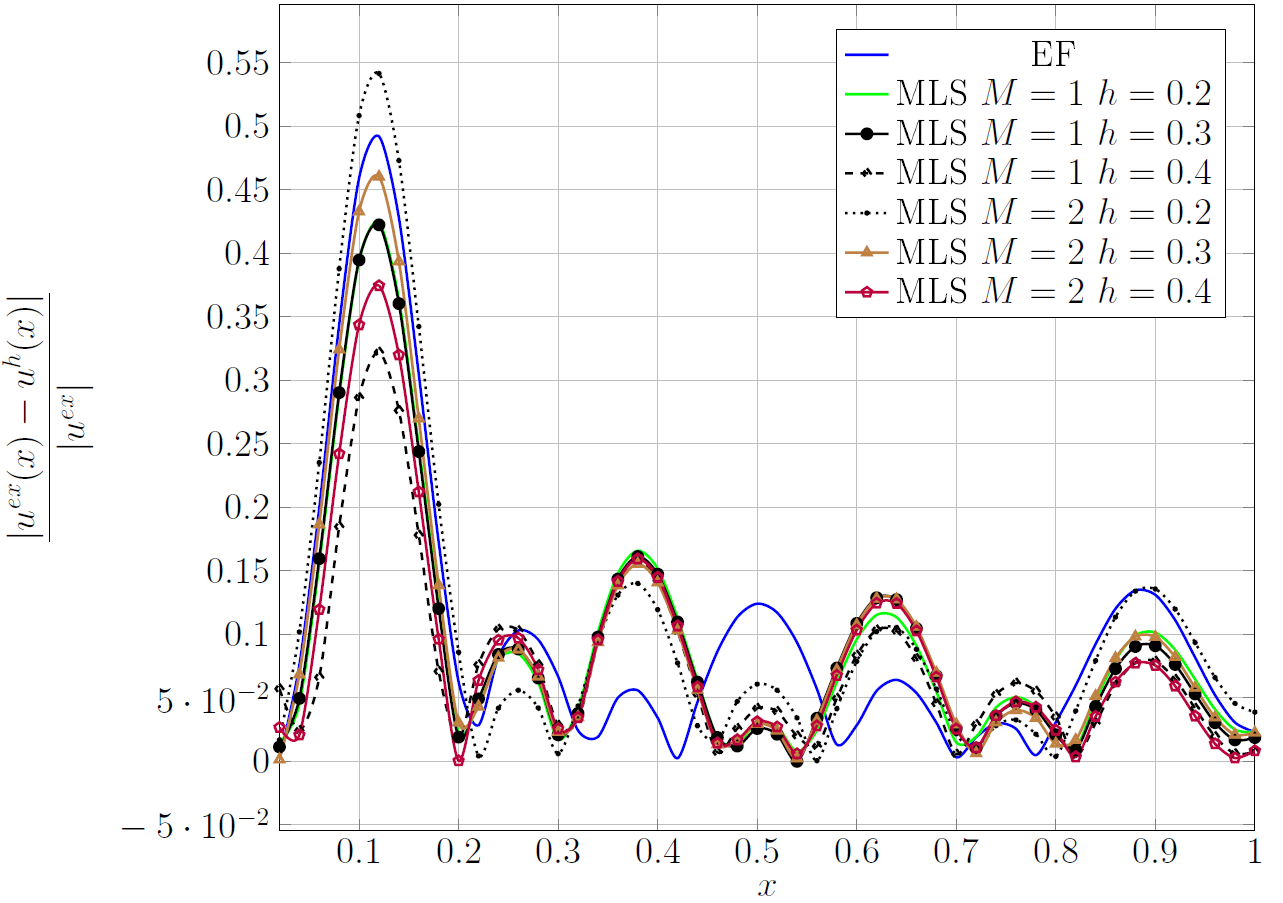 0.55
0.5
0.45
0.4
0.35
0.3
0.25
0.2
0.15
0.1
5 · 10⁻²
0
− 5 · 10⁻²
0.1 0.2 0.3 0.4 0.5 0.6 0.7 0.8 0.9 1
x
|uᵉˣ(x) − uʰ(x)|
|uᵉˣ|
EF
MLS M = 1 h = 0.2
MLS M = 1 h = 0.3
MLS M = 1 h = 0.4
MLS M = 2 h = 0.2
MLS M = 2 h = 0.3
MLS M = 2 h = 0.4